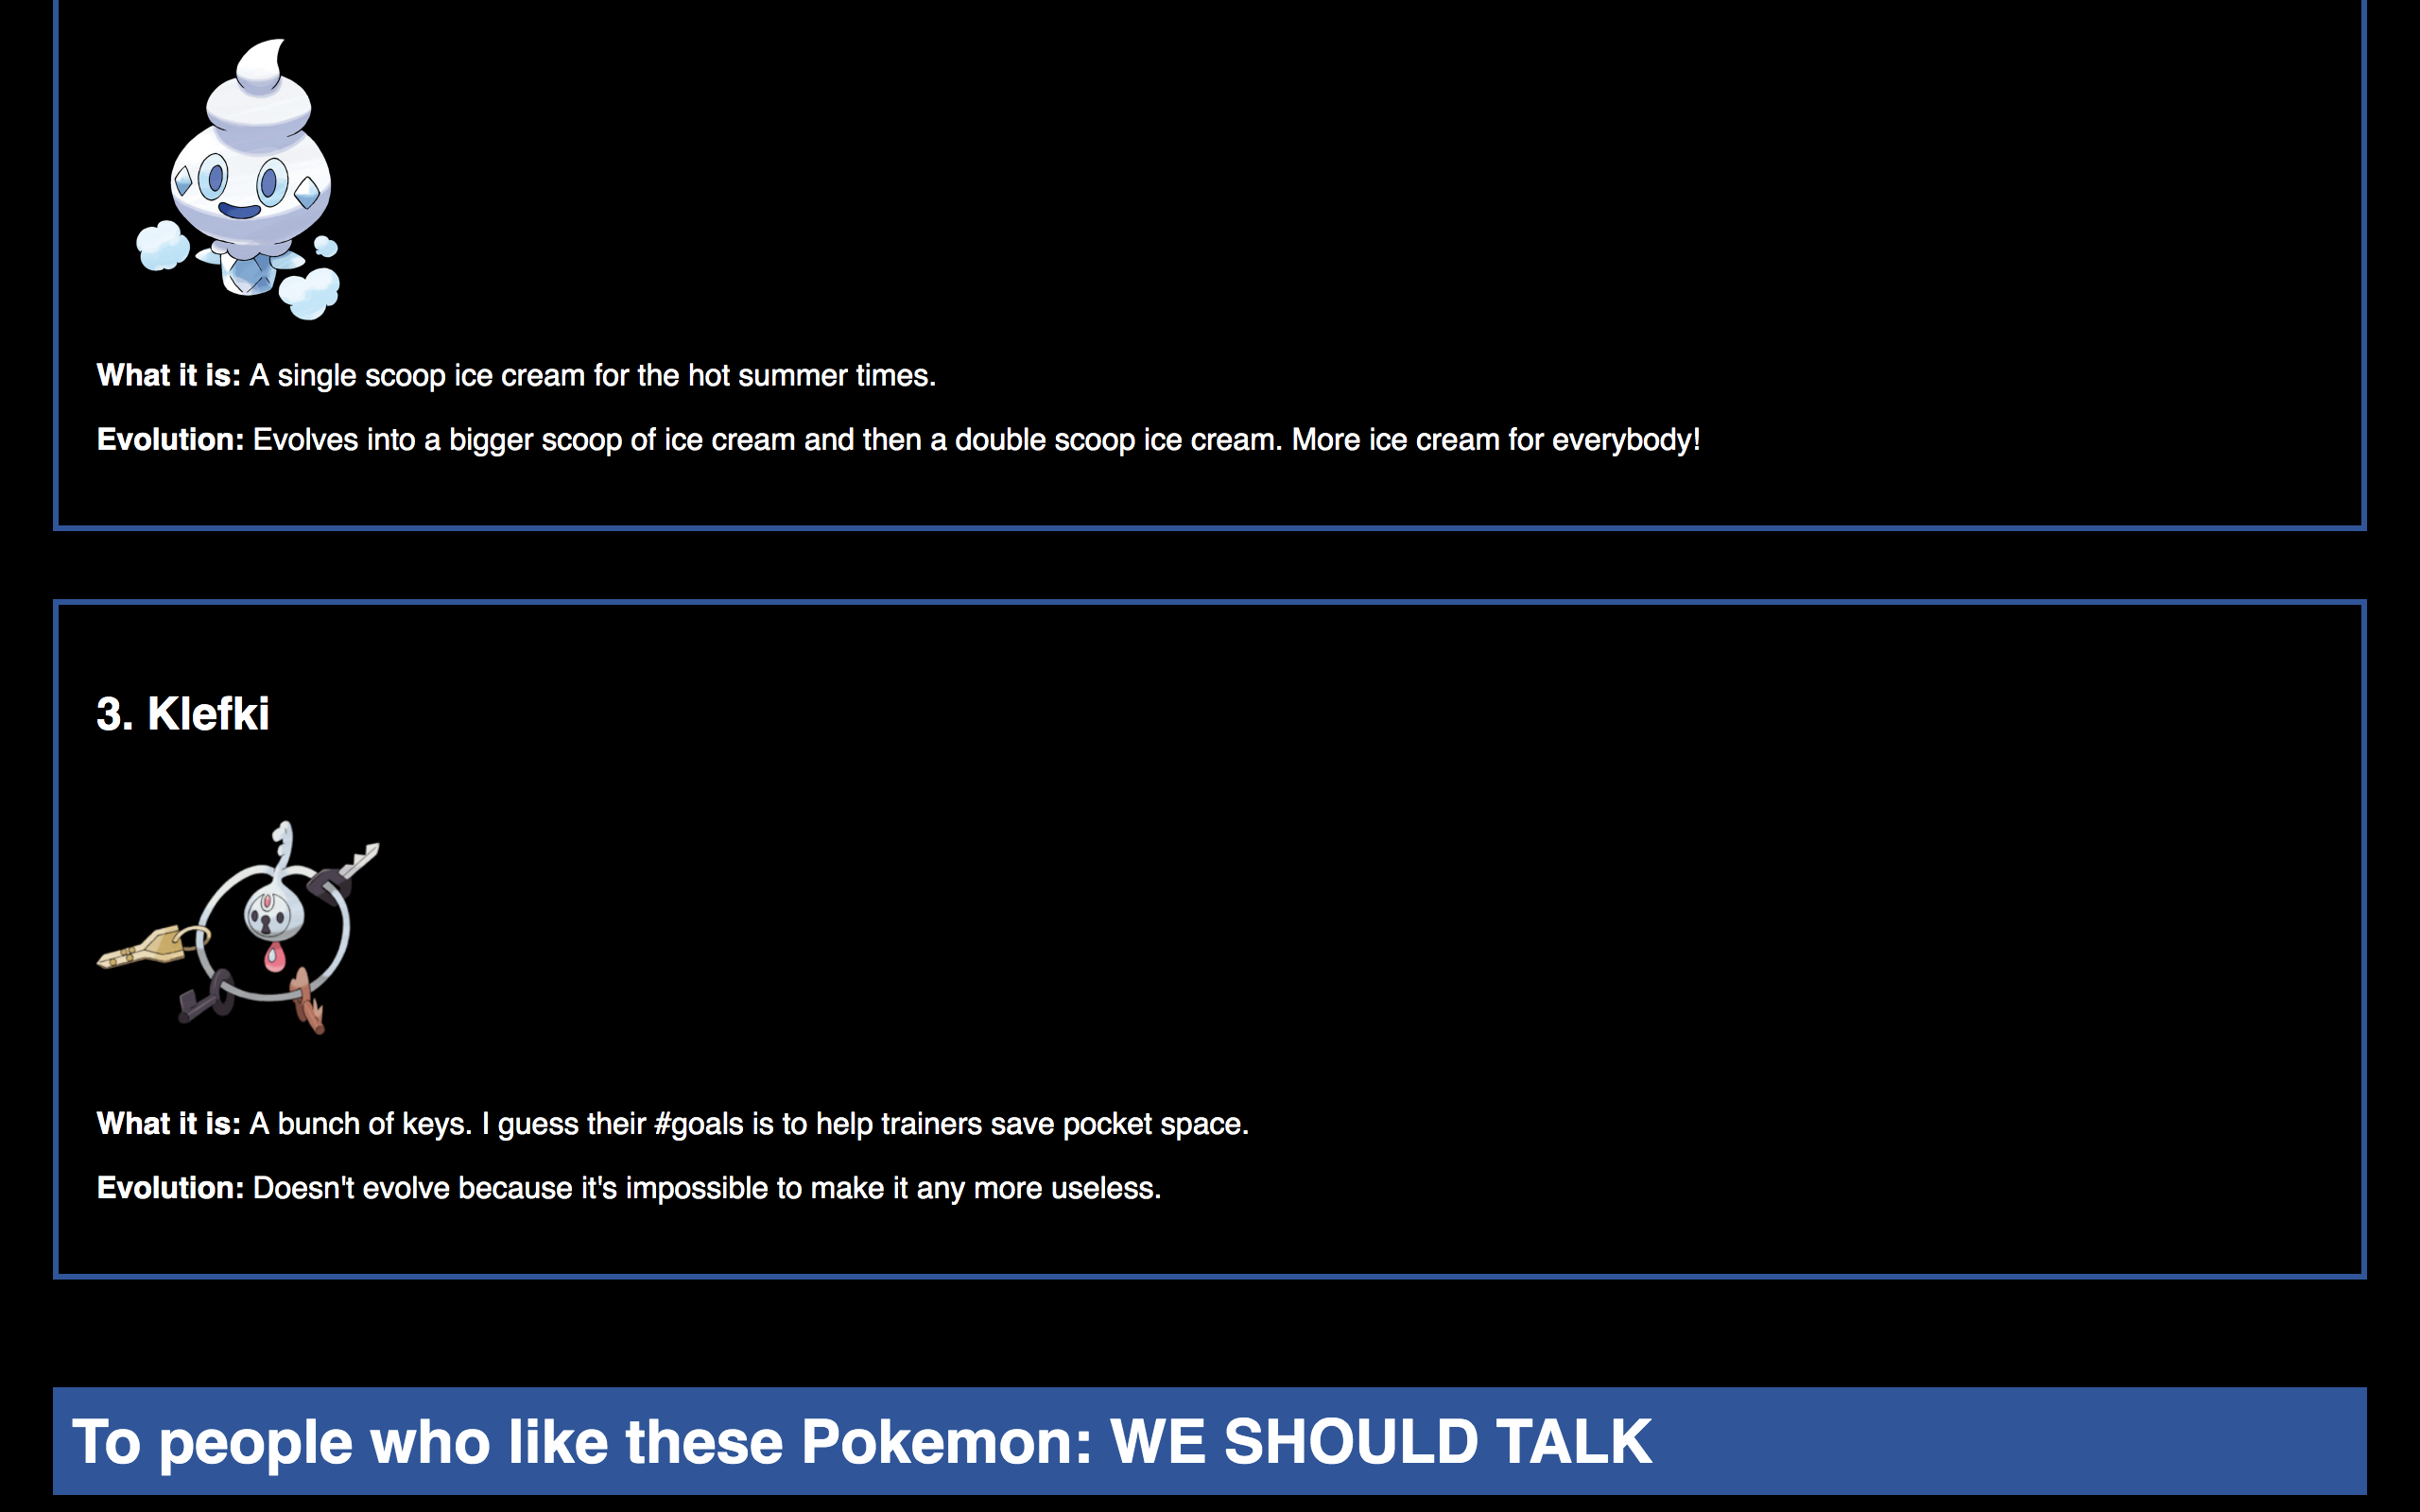 What it is: A single scoop ice cream for the hot summer times.
Evolution: Evolves into a bigger scoop of ice cream and then a double scoop ice cream. More ice cream for everybody!
3. Klefki
What it is: A bunch of keys. I guess their #goals is to help trainers save pocket space.
Evolution: Doesn't evolve because it's impossible to make it any more useless.
To people who like these Pokemon: WE SHOULD TALK